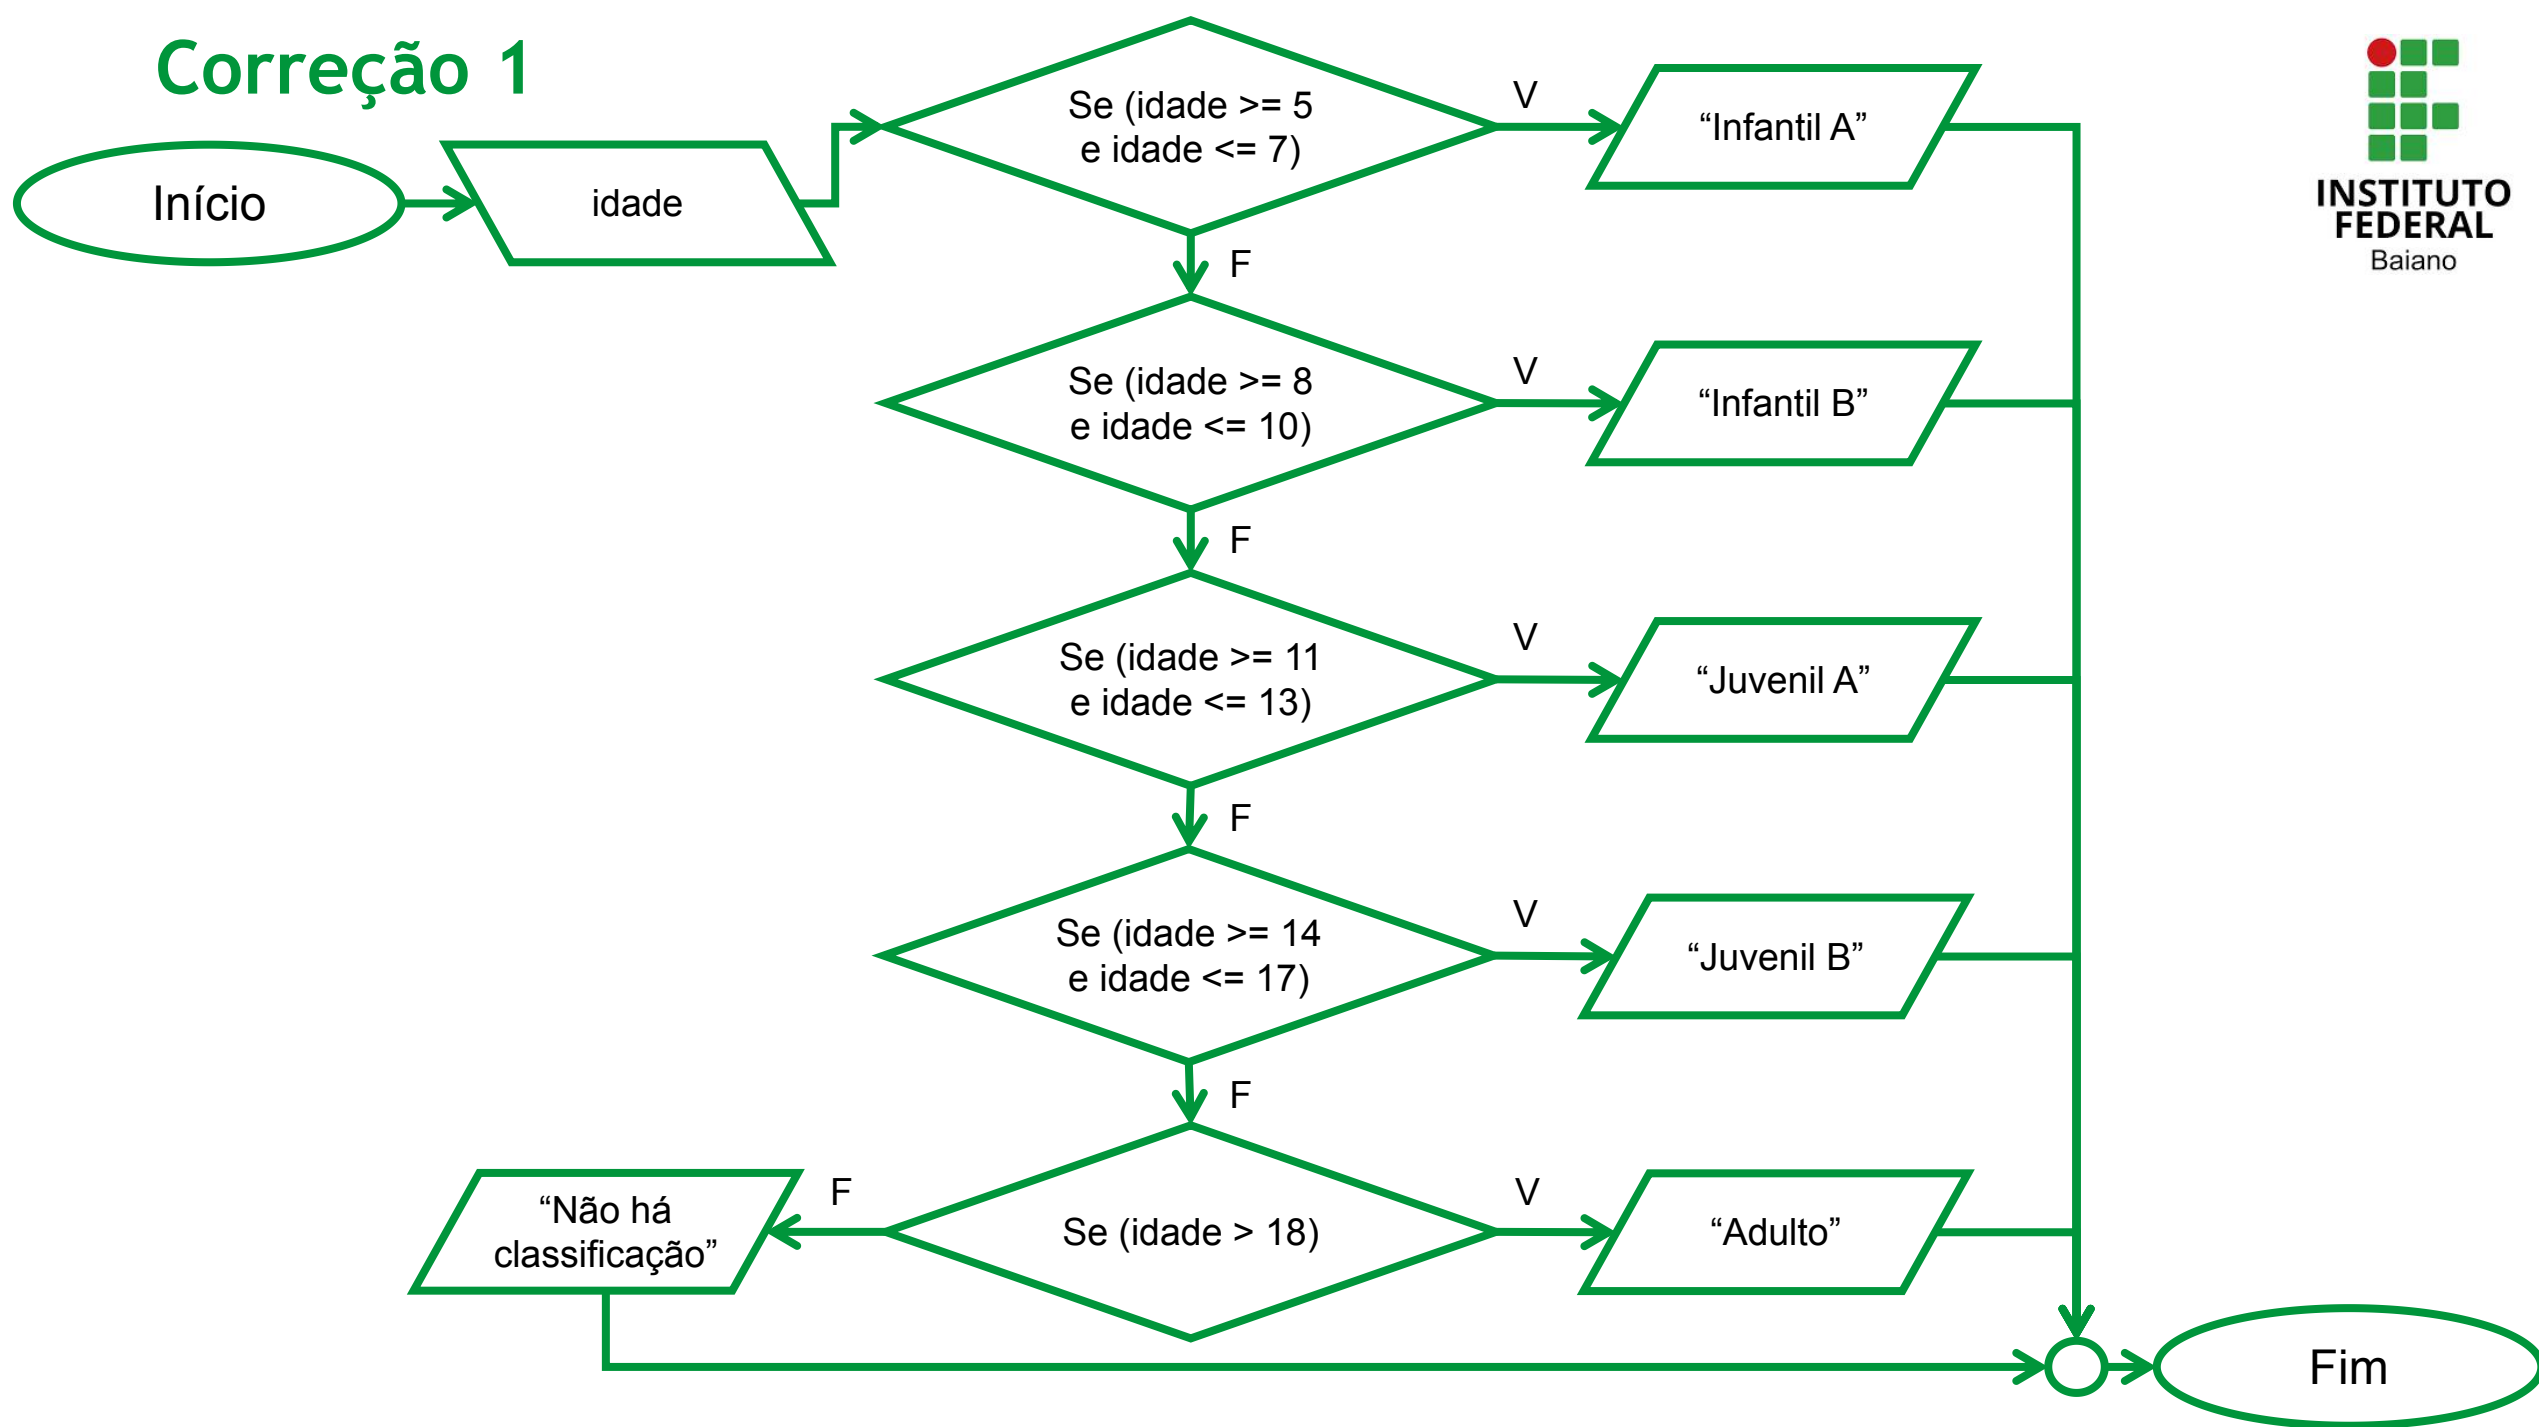 Correção 1
Início
idade
Se (idade >= 5
e idade <= 7)
V
“Infantil A”
INSTITUTO
FEDERAL
Baiano
F
Se (idade >= 8
e idade <= 10)
V
“Infantil B”
F
Se (idade >= 11
e idade <= 13)
V
“Juvenil A”
F
Se (idade >= 14
e idade <= 17)
V
“Juvenil B”
F
Se (idade > 18)
V
“Adulto”
F
“Não há
classificação”
Fim